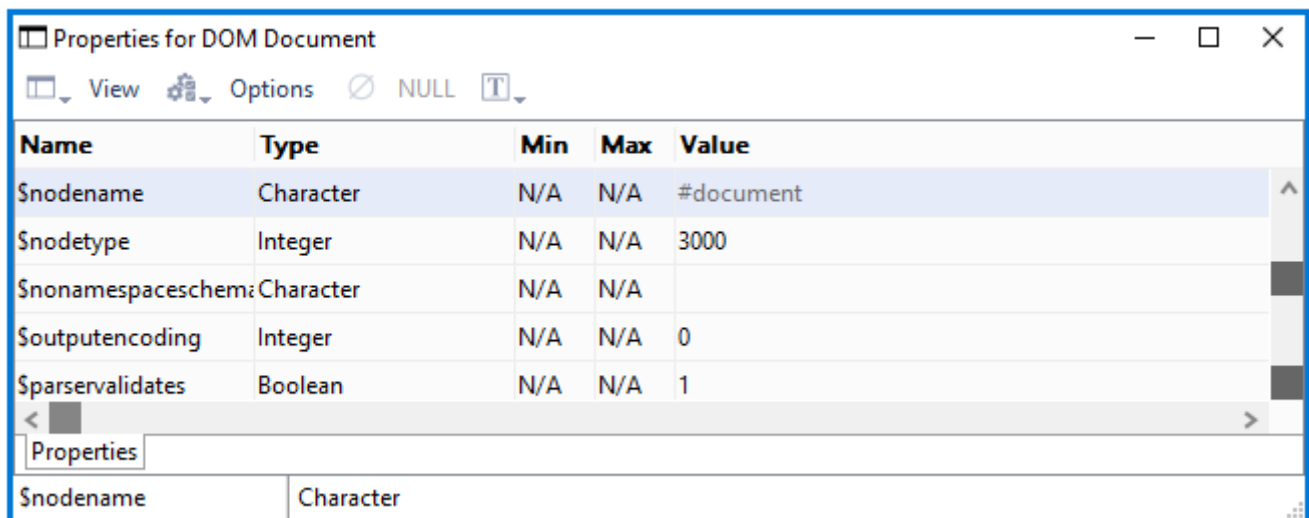 Properties for DOM Document
View Options NULL T
Name Type Min Max Value
$nodename Character N/A N/A #document
$nodetype Integer N/A N/A 3000
$nonamespaceschema Character N/A N/A
$outputencoding Integer N/A N/A 0
$parservalidates Boolean N/A N/A 1
Properties
$nodename Character